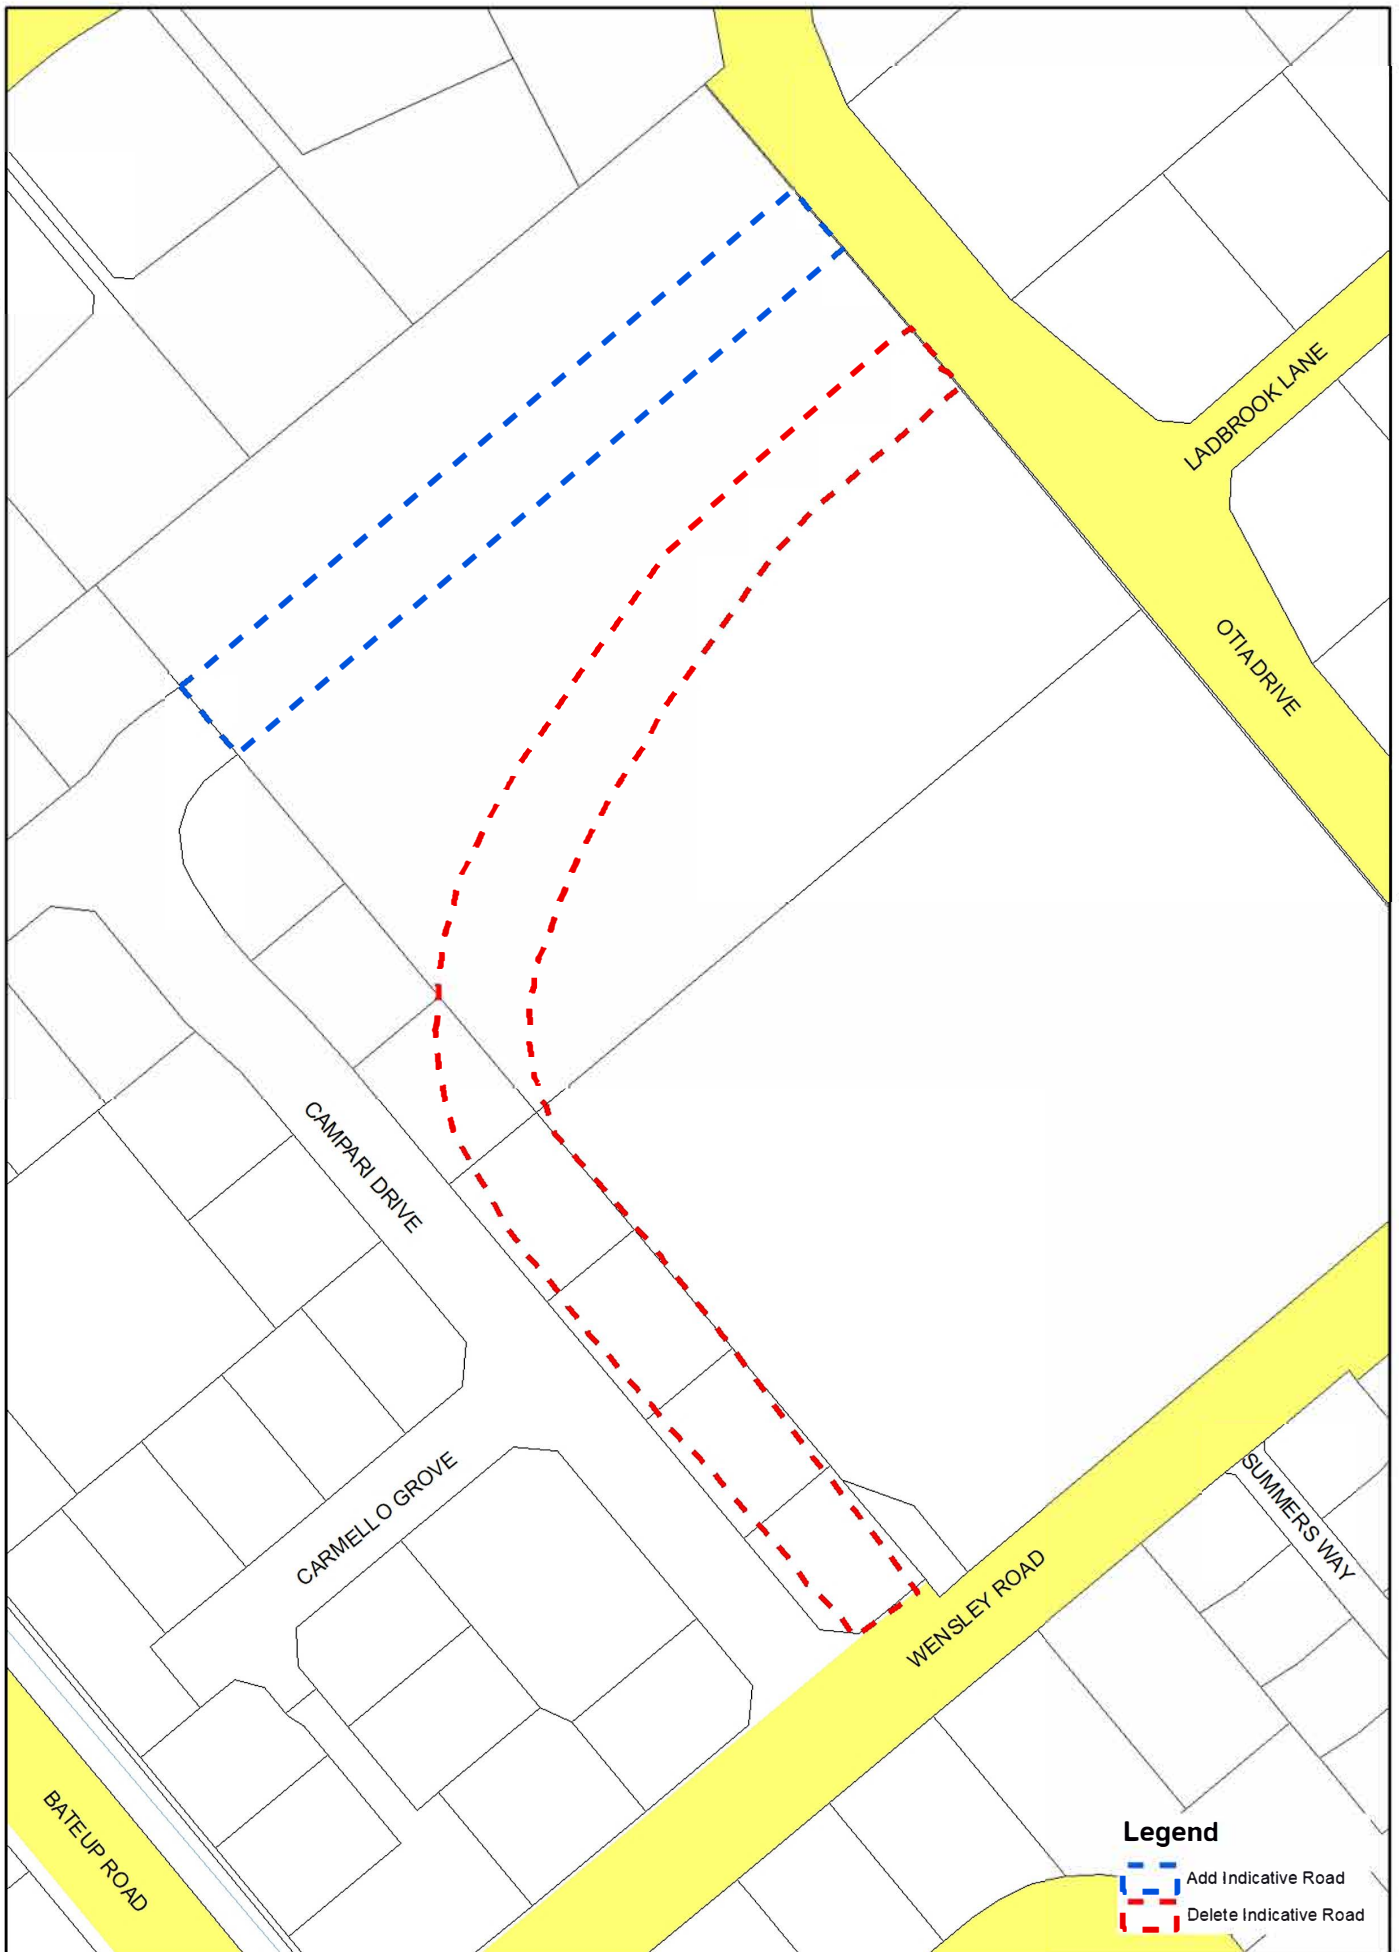 LADBROOK LANE
OTIA DRIVE
CAMPARI DRIVE
CARMELLO GROVE
SUMMERS WAY
WENSLEY ROAD
BATEUP ROAD
Legend
Add Indicative Road
Delete Indicative Road